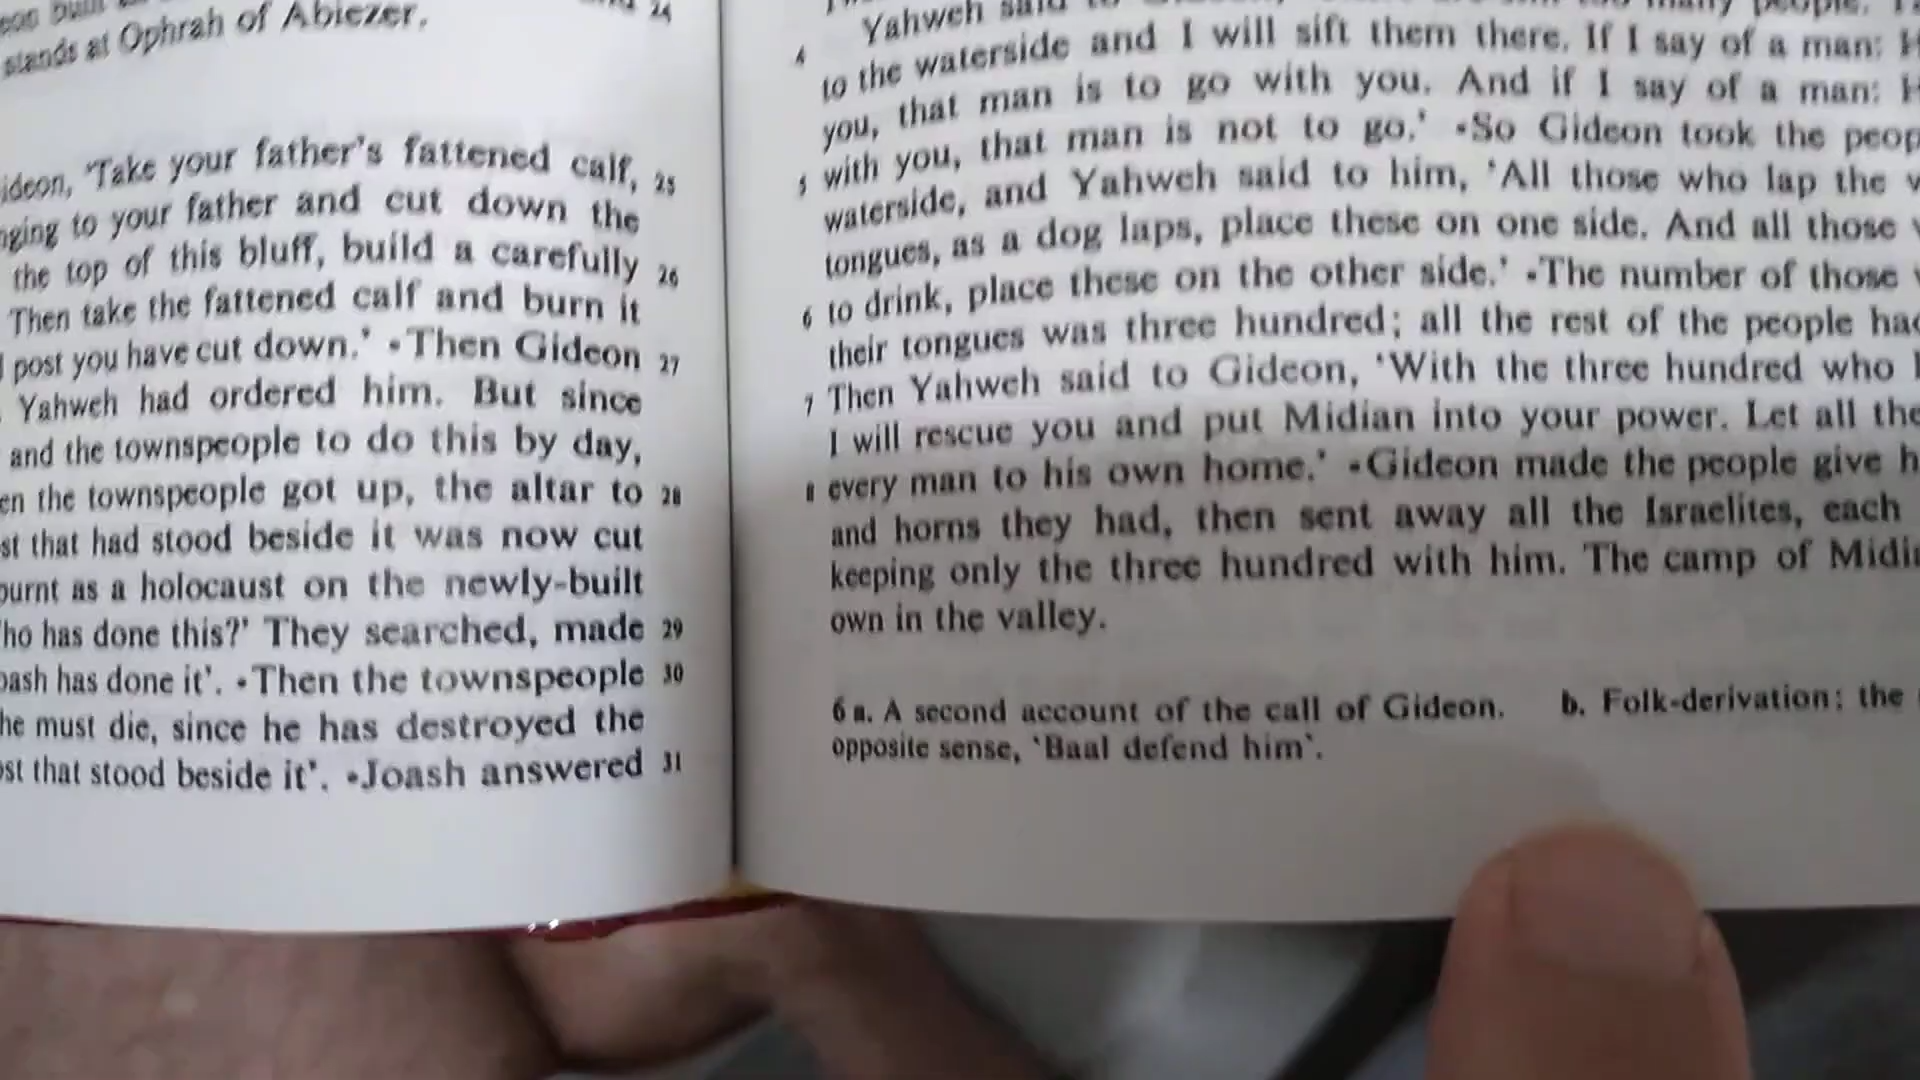 stands at Ophrah of Abiezer.
24
ideon, 'Take your father's fattened calf, 25
nging to your father and cut down the
the top of this bluff, build a carefully 26
Then take the fattened calf and burn it
post you have cut down.' •Then Gideon 27
Yahweh had ordered him. But since
and the townspeople to do this by day,
en the townspeople got up, the altar to 28
st that had stood beside it was now cut
burnt as a holocaust on the newly-built
ho has done this?' They searched, made 29
oash has done it'. •Then the townspeople 30
he must die, since he has destroyed the
ost that stood beside it'. •Joash answered 31
4 Yahweh said to Gideon, many people.
to the waterside and I will sift them there. If I say of a man: H
you, that man is to go with you. And if I say of a man: H
with you, that man is not to go.' •So Gideon took the peop
5 waterside, and Yahweh said to him, 'All those who lap the w
tongues, as a dog laps, place these on one side. And all those
to drink, place these on the other side.' •The number of those
6 their tongues was three hundred; all the rest of the people had
7 Then Yahweh said to Gideon, 'With the three hundred who
I will rescue you and put Midian into your power. Let all the
8 every man to his own home.' •Gideon made the people give h
and horns they had, then sent away all the Israelites, each
keeping only the three hundred with him. The camp of Midia
own in the valley.
6 a. A second account of the call of Gideon. b. Folk-derivation: the
opposite sense, 'Baal defend him'.